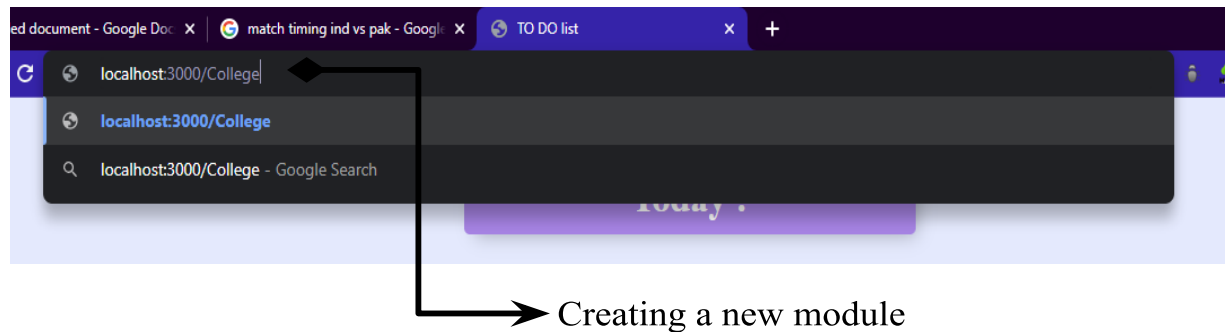 ed document - Google Doc
match timing ind vs pak - Google
TO DO list
localhost:3000/College
localhost:3000/College
localhost:3000/College - Google Search
Today :
Creating a new module